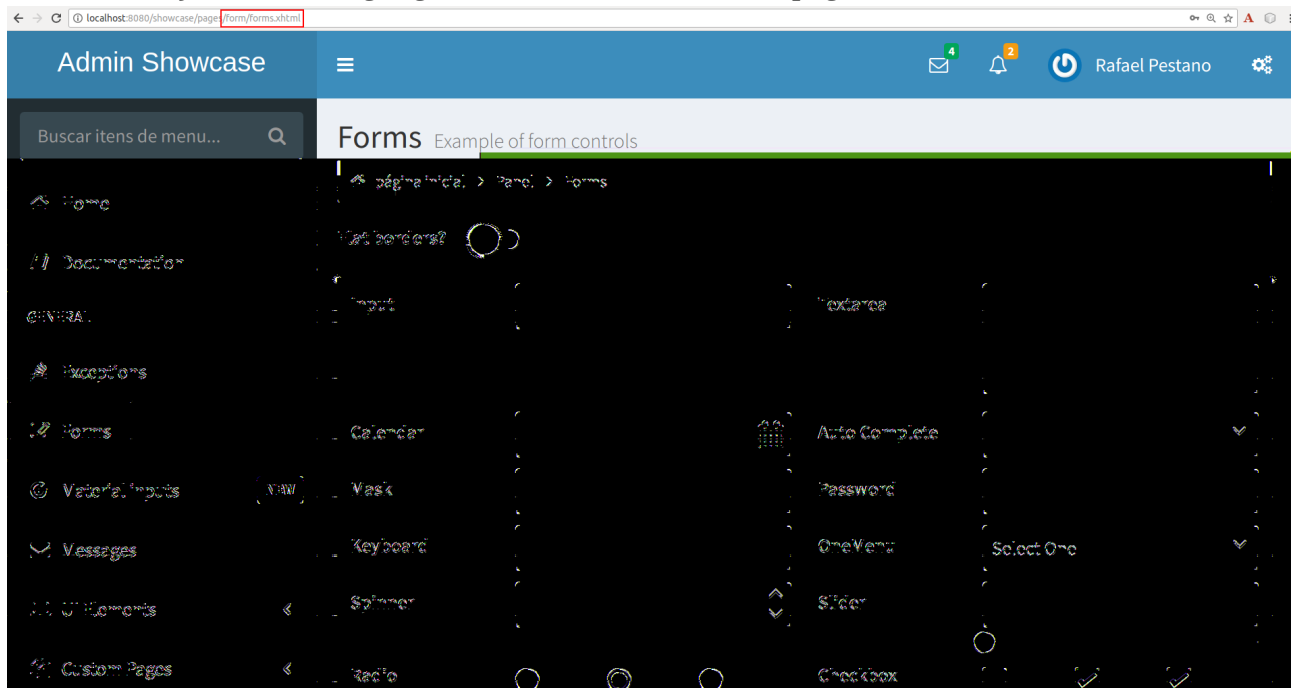 localhost:8080/showcase/pages/form/forms.xhtml
Admin Showcase
4
2
Rafael Pestano
Buscar itens de menu...
Forms Example of form controls
página inicial > Panel > Forms
Home
Documentation
Flat borders?
GENERAL
Input
Textarea
Exceptions
Forms
Calendar
Auto Complete
Material Inputs NEW
Mask
Password
Messages
Keyboard
OneMenu
Select One
UI Elements
Spinner
Slider
Custom Pages
Radio
Checkbox